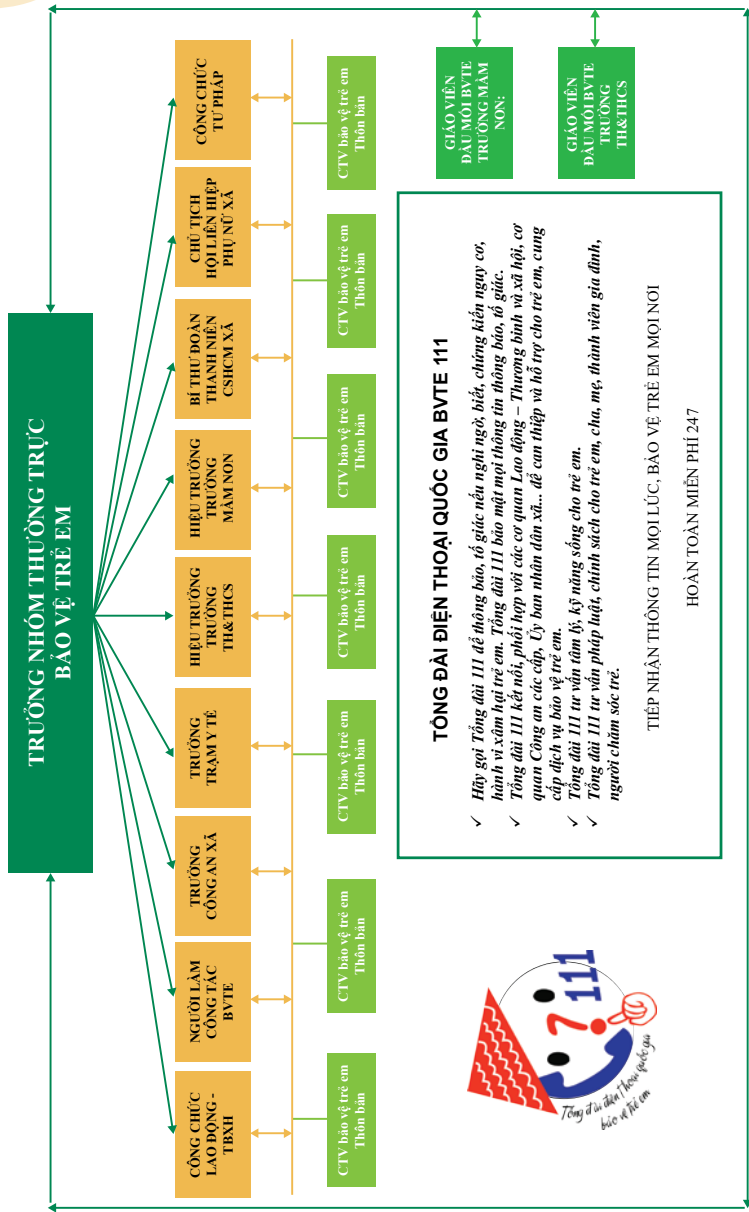 TRƯỞNG NHÓM THƯỜNG TRỰC
BẢO VỆ TRẺ EM
CÔNG CHỨC
LAO ĐỘNG -
TBXH
NGƯỜI LÀM
CÔNG TÁC
BVTE
TRƯỞNG
CÔNG AN XÃ
TRƯỞNG
TRẠM Y TẾ
HIỆU TRƯỞNG
TRƯỜNG
TH&THCS
HIỆU TRƯỞNG
TRƯỜNG
MẦM NON
BÍ THƯ ĐOÀN
THANH NIÊN
CSHCM XÃ
CHỦ TỊCH
HỘI LIÊN HIỆP
PHỤ NỮ XÃ
CÔNG CHỨC
TƯ PHÁP
CTV bảo vệ trẻ em
Thôn bản
CTV bảo vệ trẻ em
Thôn bản
CTV bảo vệ trẻ em
Thôn bản
CTV bảo vệ trẻ em
Thôn bản
CTV bảo vệ trẻ em
Thôn bản
CTV bảo vệ trẻ em
Thôn bản
CTV bảo vệ trẻ em
Thôn bản
GIÁO VIÊN
ĐẦU MỐI BVTE
TRƯỜNG MẦM
NON:
GIÁO VIÊN
ĐẦU MỐI BVTE
TRƯỜNG
TH&THCS
TỔNG ĐÀI ĐIỆN THOẠI QUỐC GIA BVTE 111
✓ Hãy gọi Tổng đài 111 để thông báo, tố giác nếu nghi ngờ, biết, chứng kiến nguy cơ,
hành vi xâm hại trẻ em. Tổng đài 111 bảo mật mọi thông tin thông báo, tố giác.
✓ Tổng đài 111 kết nối, phối hợp với các cơ quan Lao động – Thương binh và xã hội, cơ
quan Công an các cấp, Ủy ban nhân dân xã... để can thiệp và hỗ trợ cho trẻ em, cung
cấp dịch vụ bảo vệ trẻ em.
✓ Tổng đài 111 tư vấn tâm lý, kỹ năng sống cho trẻ em.
✓ Tổng đài 111 tư vấn pháp luật, chính sách cho trẻ em, cha, mẹ, thành viên gia đình,
người chăm sóc trẻ.
TIẾP NHẬN THÔNG TIN MỌI LÚC, BẢO VỆ TRẺ EM MỌI NƠI
HOÀN TOÀN MIỄN PHÍ 247
?111
Tổng đài điện thoại quốc gia
bảo vệ trẻ em